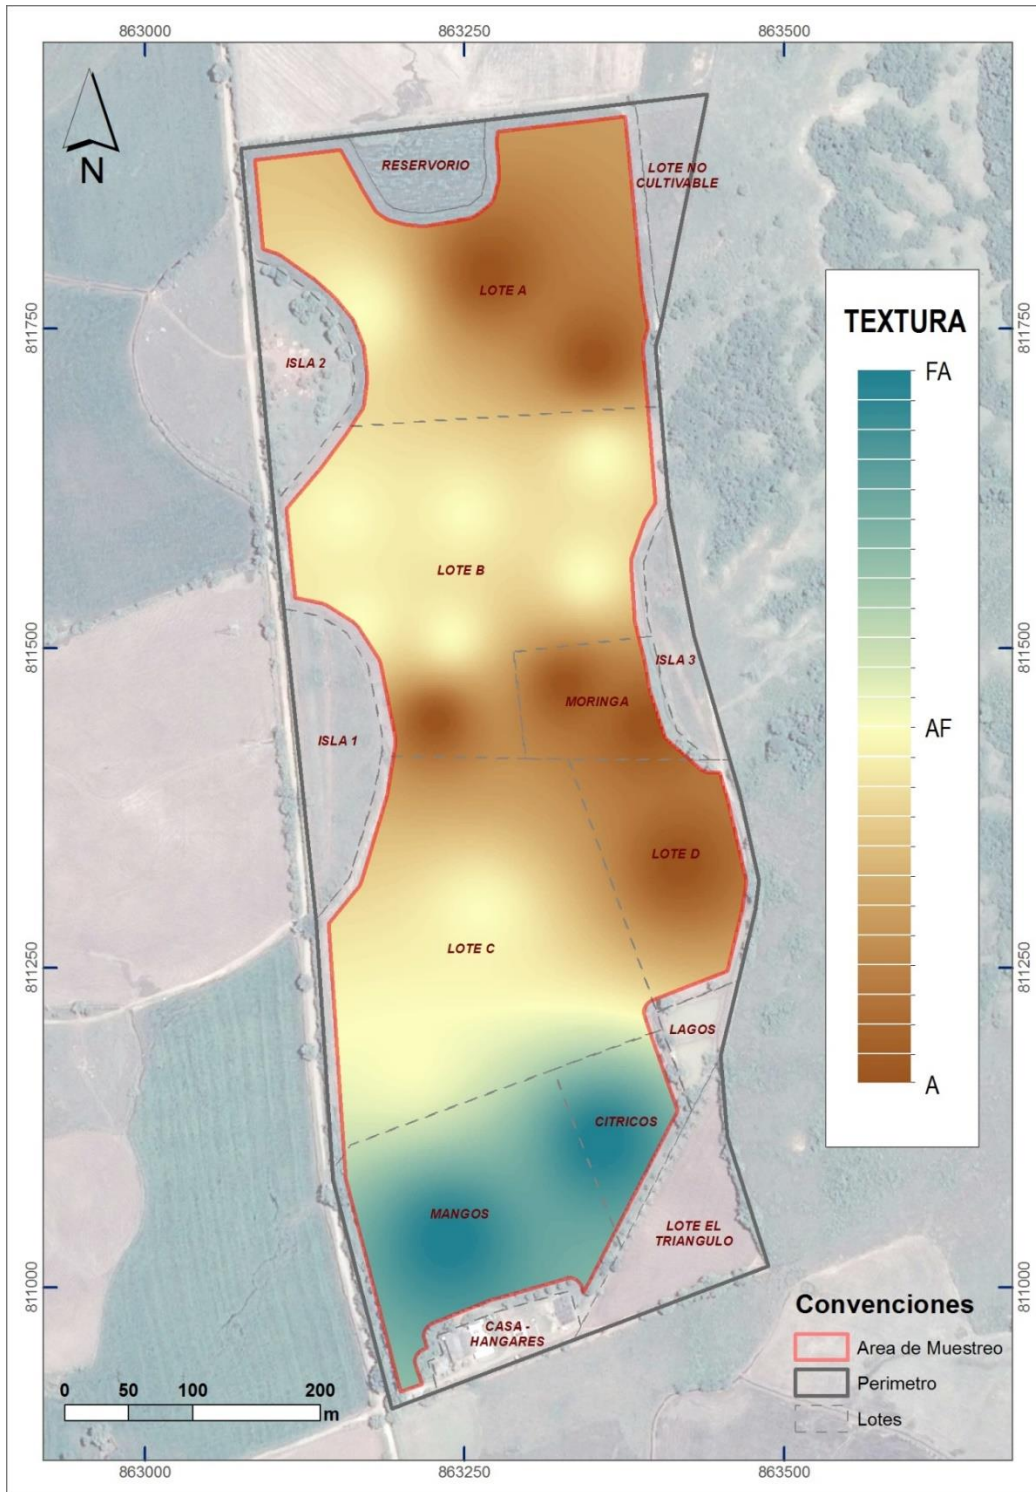 863000
863250
863500
N
RESERVORIO
LOTE NO
CULTIVABLE
LOTE A
811750
811750
TEXTURA
FA
AF
A
ISLA 2
LOTE B
811500
811500
ISLA 3
MORINGA
ISLA 1
LOTE D
LOTE C
811250
811250
LAGOS
CITRICOS
MANGOS
LOTE EL
TRIANGULO
811000
811000
CASA -
HANGARES
Convenciones
Area de Muestreo
Perimetro
Lotes
0 50 100 200
m
863000
863250
863500